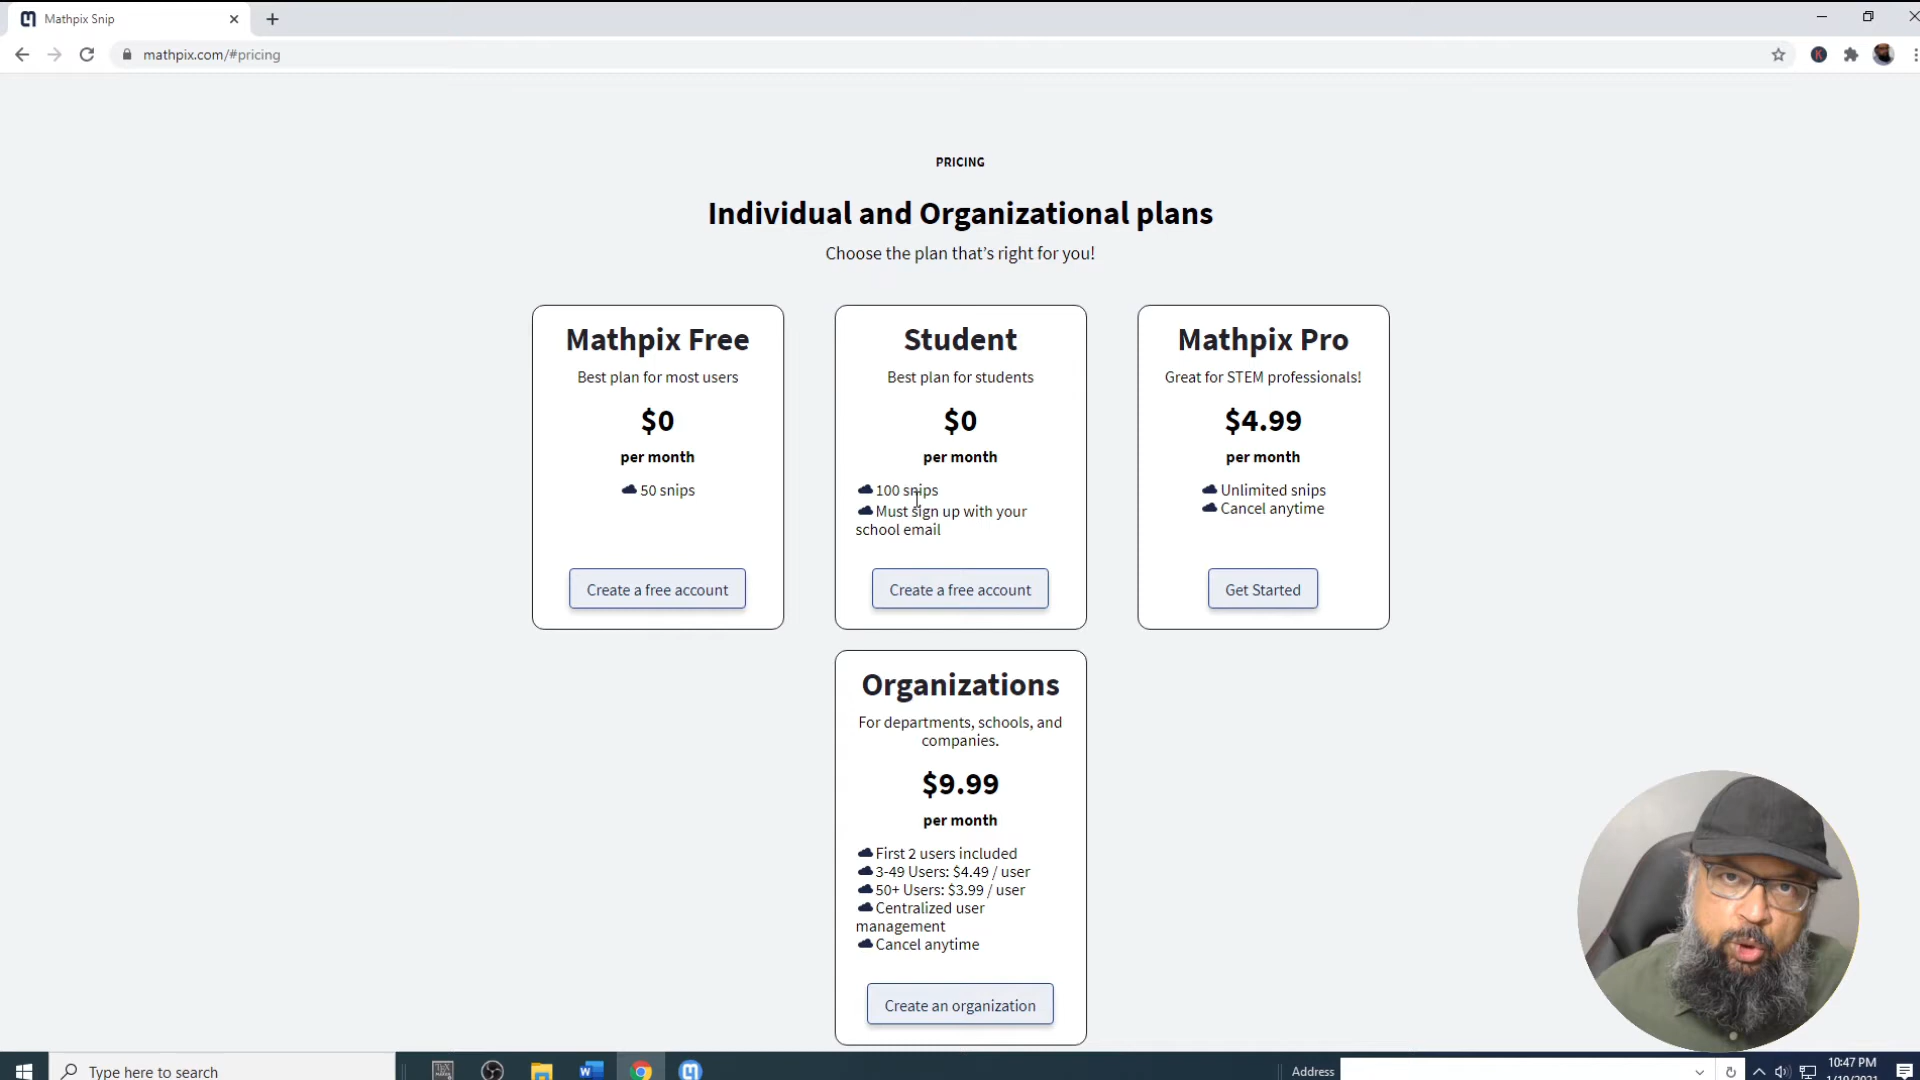 Mathpix Snip
mathpix.com/#pricing
PRICING
Individual and Organizational plans
Choose the plan that's right for you!
Mathpix Free
Best plan for most users
$0
per month
50 snips
Create a free account
Student
Best plan for students
$0
per month
100 snips
Must sign up with your
school email
Create a free account
Mathpix Pro
Great for STEM professionals!
$4.99
per month
Unlimited snips
Cancel anytime
Get Started
Organizations
For departments, schools, and
companies.
$9.99
per month
First 2 users included
3-49 Users: $4.49 / user
50+ Users: $3.99 / user
Centralized user
management
Cancel anytime
Create an organization
Type here to search
Address
10:47 PM